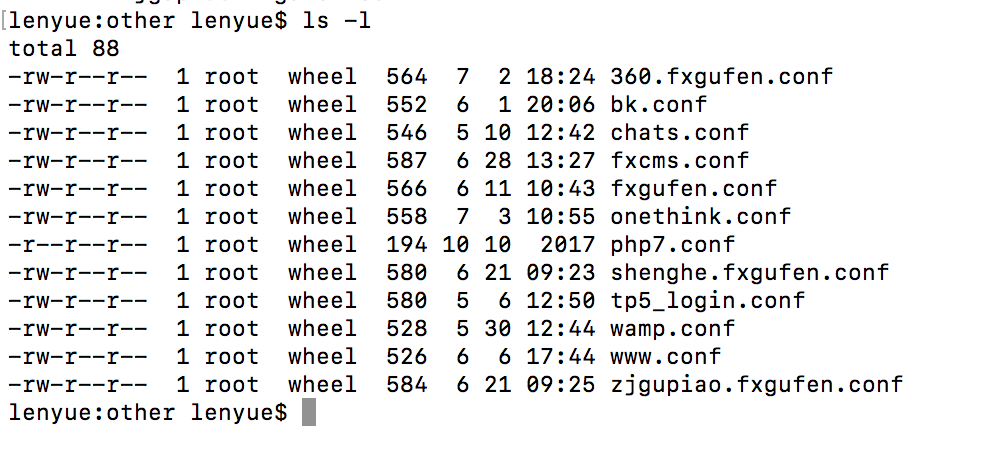 [lenyue:other lenyue$ ls -l
total 88
-rw-r--r--  1 root  wheel  564  7  2 18:24 360.fxgufen.conf
-rw-r--r--  1 root  wheel  552  6  1 20:06 bk.conf
-rw-r--r--  1 root  wheel  546  5 10 12:42 chats.conf
-rw-r--r--  1 root  wheel  587  6 28 13:27 fxcms.conf
-rw-r--r--  1 root  wheel  566  6 11 10:43 fxgufen.conf
-rw-r--r--  1 root  wheel  558  7  3 10:55 onethink.conf
-r--r--r--  1 root  wheel  194 10 10  2017 php7.conf
-rw-r--r--  1 root  wheel  580  6 21 09:23 shenghe.fxgufen.conf
-rw-r--r--  1 root  wheel  580  5  6 12:50 tp5_login.conf
-rw-r--r--  1 root  wheel  528  5 30 12:44 wamp.conf
-rw-r--r--  1 root  wheel  526  6  6 17:44 www.conf
-rw-r--r--  1 root  wheel  584  6 21 09:25 zjgupiao.fxgufen.conf
lenyue:other lenyue$